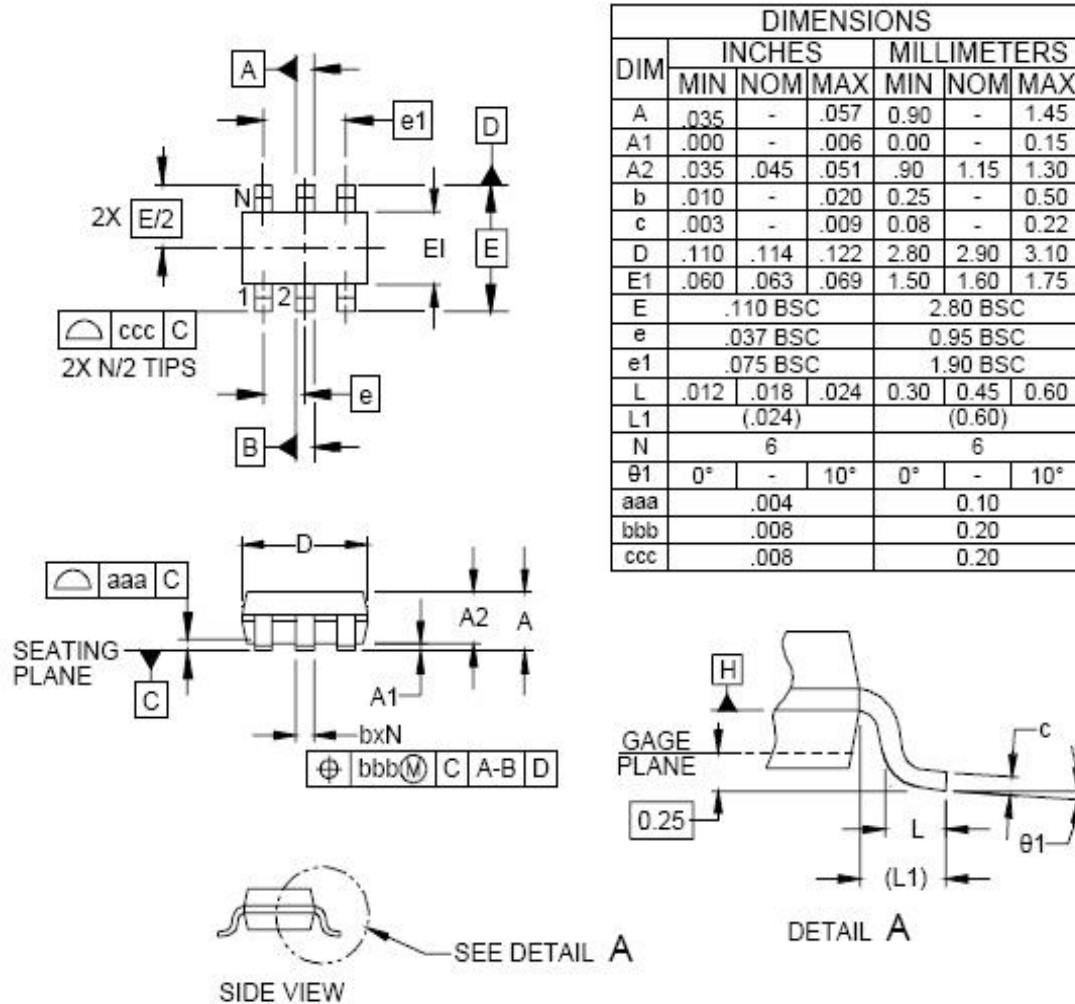 A
e1
D
N
2X E/2
EI
E
1 2
⌓ ccc C
2X N/2 TIPS
e
B
D
⌓ aaa C
A2
A
SEATING
PLANE
C
A1
bxN
⌖ bbbⓂ C A-B D
SEE DETAIL A
SIDE VIEW
DIMENSIONS
DIM INCHES MILLIMETERS
MIN NOM MAX MIN NOM MAX
A .035 - .057 0.90 - 1.45
A1 .000 - .006 0.00 - 0.15
A2 .035 .045 .051 .90 1.15 1.30
b .010 - .020 0.25 - 0.50
c .003 - .009 0.08 - 0.22
D .110 .114 .122 2.80 2.90 3.10
E1 .060 .063 .069 1.50 1.60 1.75
E .110 BSC 2.80 BSC
e .037 BSC 0.95 BSC
e1 .075 BSC 1.90 BSC
L .012 .018 .024 0.30 0.45 0.60
L1 (.024) (0.60)
N 6 6
θ1 0° - 10° 0° - 10°
aaa .004 0.10
bbb .008 0.20
ccc .008 0.20
H
GAGE
PLANE
c
0.25
L
θ1
(L1)
DETAIL A